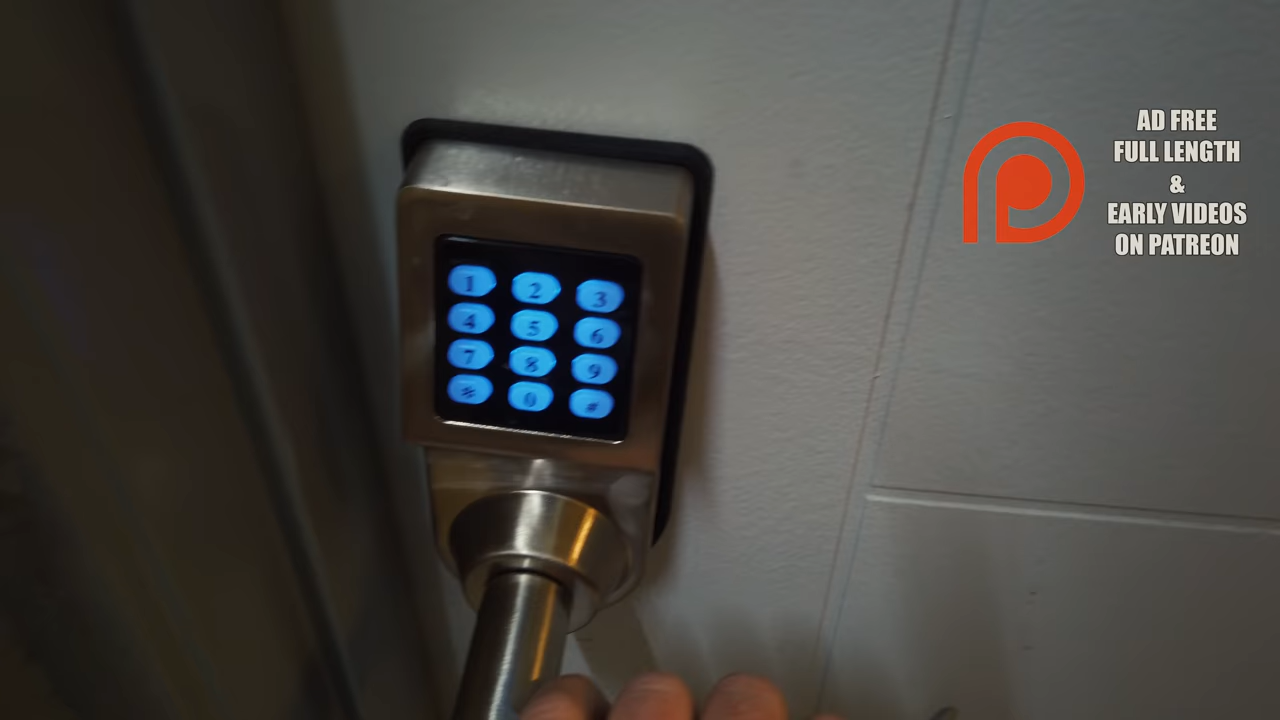 1 2 3
4 5 6
7 8 9
* 0 #
AD FREE
FULL LENGTH
&
EARLY VIDEOS
ON PATREON